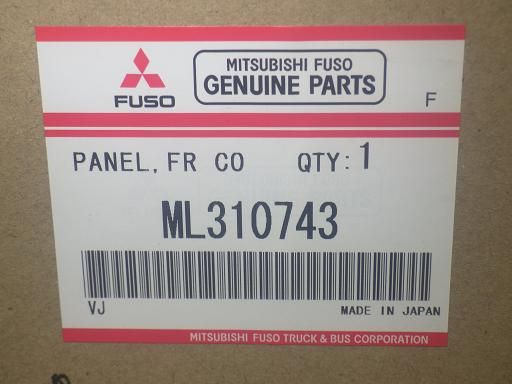 FUSO
MITSUBISHI FUSO
GENUINE PARTS
F
PANEL, FR CO QTY: 1
ML310743
VJ
MADE IN JAPAN
MITSUBISHI FUSO TRUCK & BUS CORPORATION